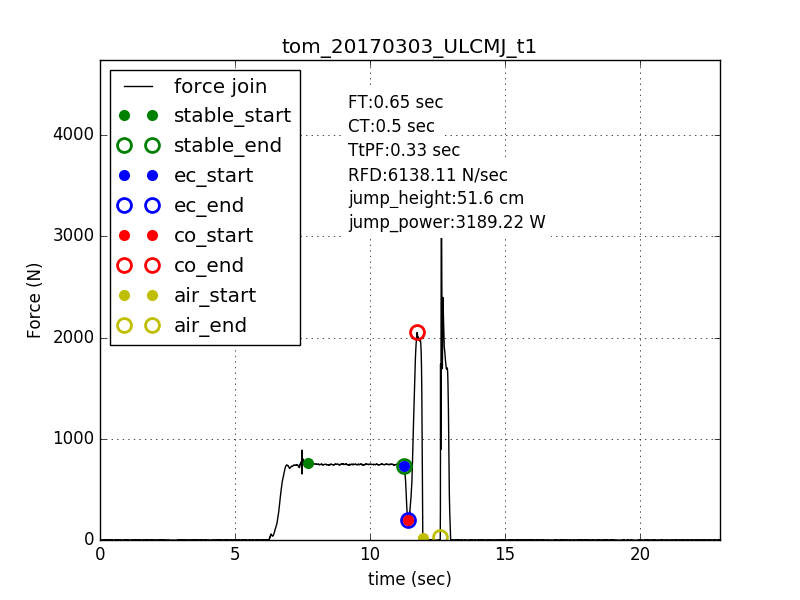 tom_20170303_ULCMJ_t1
force join
stable_start
stable_end
ec_start
ec_end
co_start
co_end
air_start
air_end
FT:0.65 sec
CT:0.5 sec
TtPF:0.33 sec
RFD:6138.11 N/sec
jump_height:51.6 cm
jump_power:3189.22 W
Force (N)
4000
3000
2000
1000
0
0 5 10 15 20
time (sec)